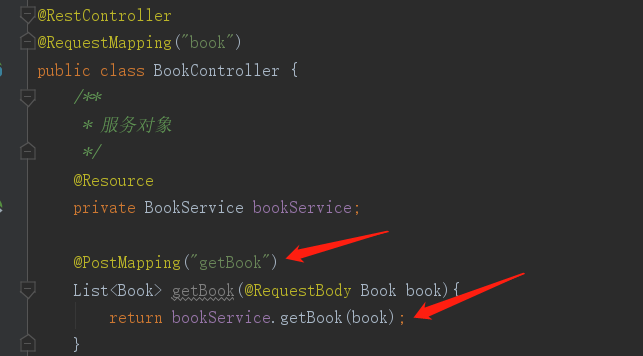 @RestController
@RequestMapping("book")
public class BookController {
/**
* 服务对象
*/
@Resource
private BookService bookService;
@PostMapping("getBook")
List<Book> getBook(@RequestBody Book book){
return bookService.getBook(book);
}